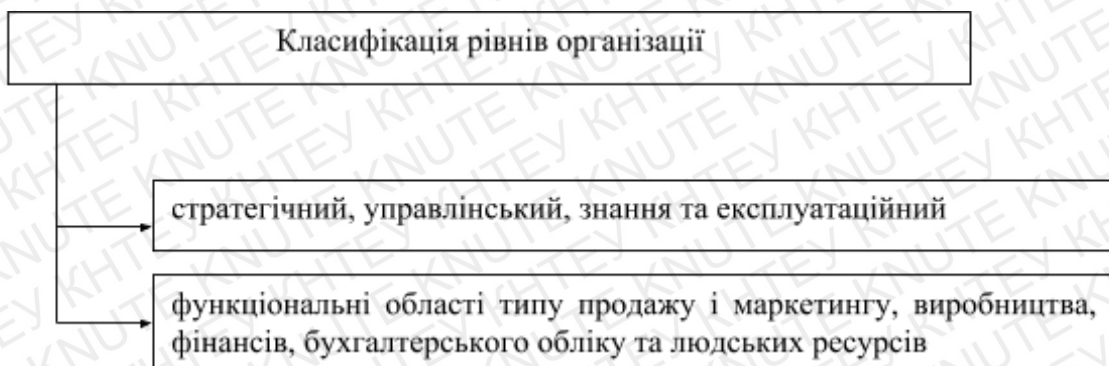 Класифікація рівнів організації
стратегічний, управлінський, знання та експлуатаційний
функціональні області типу продажу і маркетингу, виробництва,
фінансів, бухгалтерського обліку та людських ресурсів